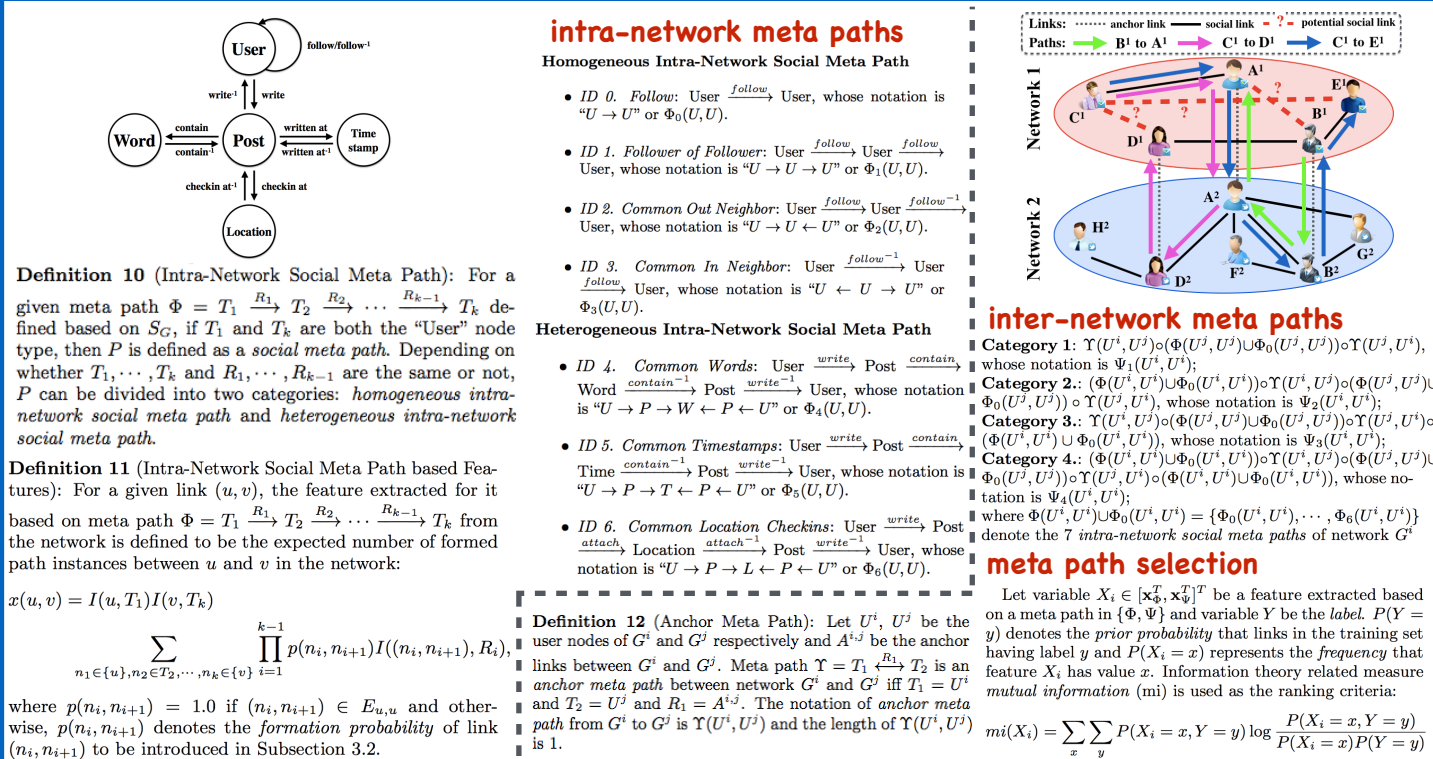 User
follow/follow-1
write-1
write
Word
contain
contain-1
Post
written at
written at-1
Time
stamp
checkin at-1
checkin at
Location
Definition 10 (Intra-Network Social Meta Path): For a
given meta path Φ = T1 —R1→ T2 —R2→ ··· —Rk−1→ Tk de-
fined based on SG, if T1 and Tk are both the “User” node
type, then P is defined as a social meta path. Depending on
whether T1, ··· , Tk and R1, ··· , Rk−1 are the same or not,
P can be divided into two categories: homogeneous intra-
network social meta path and heterogeneous intra-network
social meta path.
Definition 11 (Intra-Network Social Meta Path based Fea-
tures): For a given link (u, v), the feature extracted for it
based on meta path Φ = T1 —R1→ T2 —R2→ ··· —Rk−1→ Tk from
the network is defined to be the expected number of formed
path instances between u and v in the network:
x(u, v) = I(u, T1)I(v, Tk)
∑ n1∈{u},n2∈T2,··· ,nk∈{v} ∏ i=1 k−1 p(ni, ni+1)I((ni, ni+1), Ri),
where p(ni, ni+1) = 1.0 if (ni, ni+1) ∈ Eu,u and other-
wise, p(ni, ni+1) denotes the formation probability of link
(ni, ni+1) to be introduced in Subsection 3.2.
intra-network meta paths
Homogeneous Intra-Network Social Meta Path
• ID 0. Follow: User —follow→ User, whose notation is
“U → U” or Φ0(U, U).
• ID 1. Follower of Follower: User —follow→ User —follow→
User, whose notation is “U → U → U” or Φ1(U, U).
• ID 2. Common Out Neighbor: User —follow→ User —follow−1→
User, whose notation is “U → U ← U” or Φ2(U, U).
• ID 3. Common In Neighbor: User —follow−1→ User
—follow→ User, whose notation is “U ← U → U” or
Φ3(U, U).
Heterogeneous Intra-Network Social Meta Path
• ID 4. Common Words: User —write→ Post —contain→
Word —contain−1→ Post —write−1→ User, whose notation
is “U → P → W ← P ← U” or Φ4(U, U).
• ID 5. Common Timestamps: User —write→ Post —contain→
Time —contain−1→ Post —write−1→ User, whose notation is
“U → P → T ← P ← U” or Φ5(U, U).
• ID 6. Common Location Checkins: User —write→ Post
—attach→ Location —attach−1→ Post —write−1→ User, whose
notation is “U → P → L ← P ← U” or Φ6(U, U).
Definition 12 (Anchor Meta Path): Let Ui, Uj be the
user nodes of Gi and Gj respectively and Ai,j be the anchor
links between Gi and Gj. Meta path Υ = T1 ←R1→ T2 is an
anchor meta path between network Gi and Gj iff T1 = Ui
and T2 = Uj and R1 = Ai,j. The notation of anchor meta
path from Gi to Gj is Υ(Ui, Uj) and the length of Υ(Ui, Uj)
is 1.
Links: anchor link social link ? potential social link
Paths: B1 to A1 C1 to D1 C1 to E1
Network 1
A1
C1
E1
B1
D1
?
?
?
?
Network 2
A2
H2
D2
F2
B2
G2
inter-network meta paths
Category 1.: Υ(Ui, Uj)∘(Φ(Uj, Uj)∪Φ0(Uj, Uj))∘Υ(Uj, Ui),
whose notation is Ψ1(Ui, Ui);
Category 2.: (Φ(Ui, Ui)∪Φ0(Ui, Ui))∘Υ(Ui, Uj)∘(Φ(Uj, Uj)∪
Φ0(Uj, Uj)) ∘ Υ(Uj, Ui), whose notation is Ψ2(Ui, Ui);
Category 3.: Υ(Ui, Uj)∘(Φ(Uj, Uj)∪Φ0(Uj, Uj))∘Υ(Uj, Ui)∘
(Φ(Ui, Ui) ∪ Φ0(Ui, Ui)), whose notation is Ψ3(Ui, Ui);
Category 4.: (Φ(Ui, Ui)∪Φ0(Ui, Ui))∘Υ(Ui, Uj)∘(Φ(Uj, Uj)∪
Φ0(Uj, Uj))∘Υ(Uj, Ui)∘(Φ(Ui, Ui)∪Φ0(Ui, Ui)), whose no-
tation is Ψ4(Ui, Ui);
where Φ(Ui, Ui)∪Φ0(Ui, Ui) = {Φ0(Ui, Ui), ··· , Φ6(Ui, Ui)}
denote the 7 intra-network social meta paths of network Gi
meta path selection
Let variable Xi ∈ [xΦT, xΨT]T be a feature extracted based
on a meta path in {Φ, Ψ} and variable Y be the label. P(Y =
y) denotes the prior probability that links in the training set
having label y and P(Xi = x) represents the frequency that
feature Xi has value x. Information theory related measure
mutual information (mi) is used as the ranking criteria:
mi(Xi) = ∑x ∑y P(Xi = x, Y = y) log P(Xi = x, Y = y) / P(Xi = x)P(Y = y)